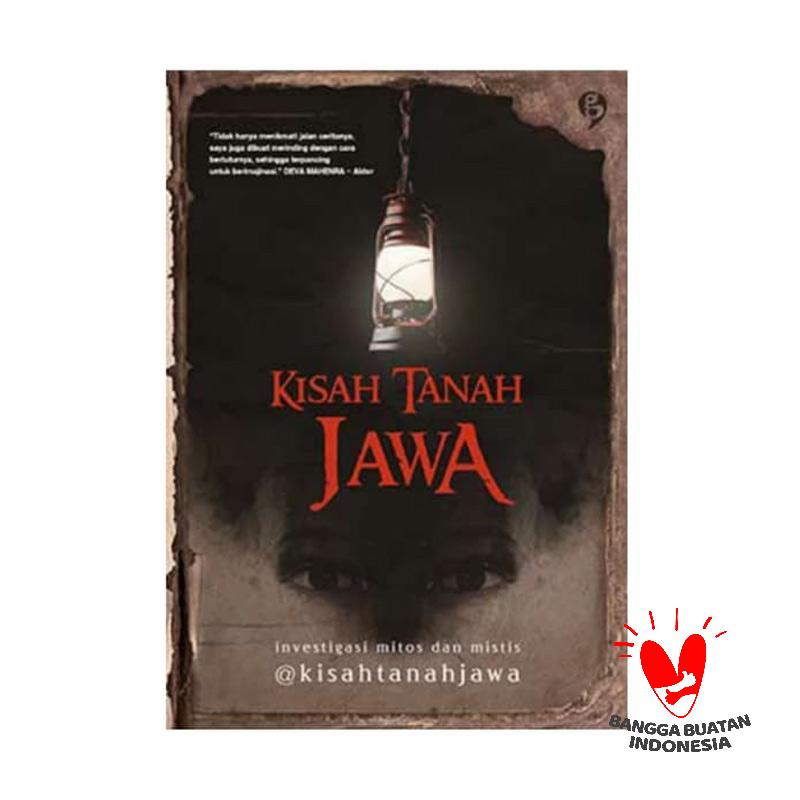 "Tidak hanya menikmati jalan ceritanya,
saya juga dibuat merinding dengan cara
bertuturnya, sehingga terpancing
untuk berimajinasi." DEVA MAHENRA - Aktor
KISAH TANAH
JAWA
investigasi mitos dan mistis
@kisahtanahjawa
BANGGA BUATAN
INDONESIA